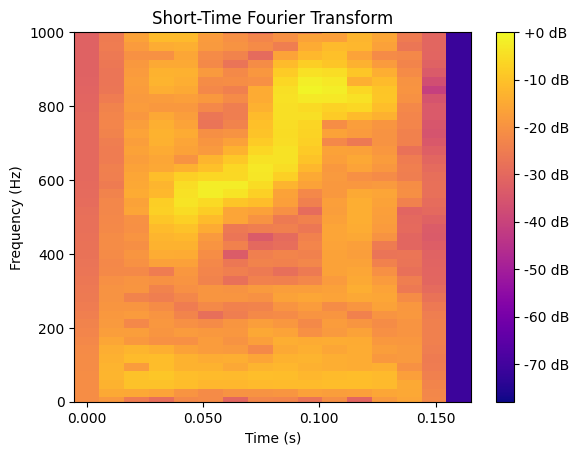 Short-Time Fourier Transform
1000
800
600
400
200
0
Frequency (Hz)
0.000
0.050
0.100
0.150
Time (s)
+0 dB
-10 dB
-20 dB
-30 dB
-40 dB
-50 dB
-60 dB
-70 dB